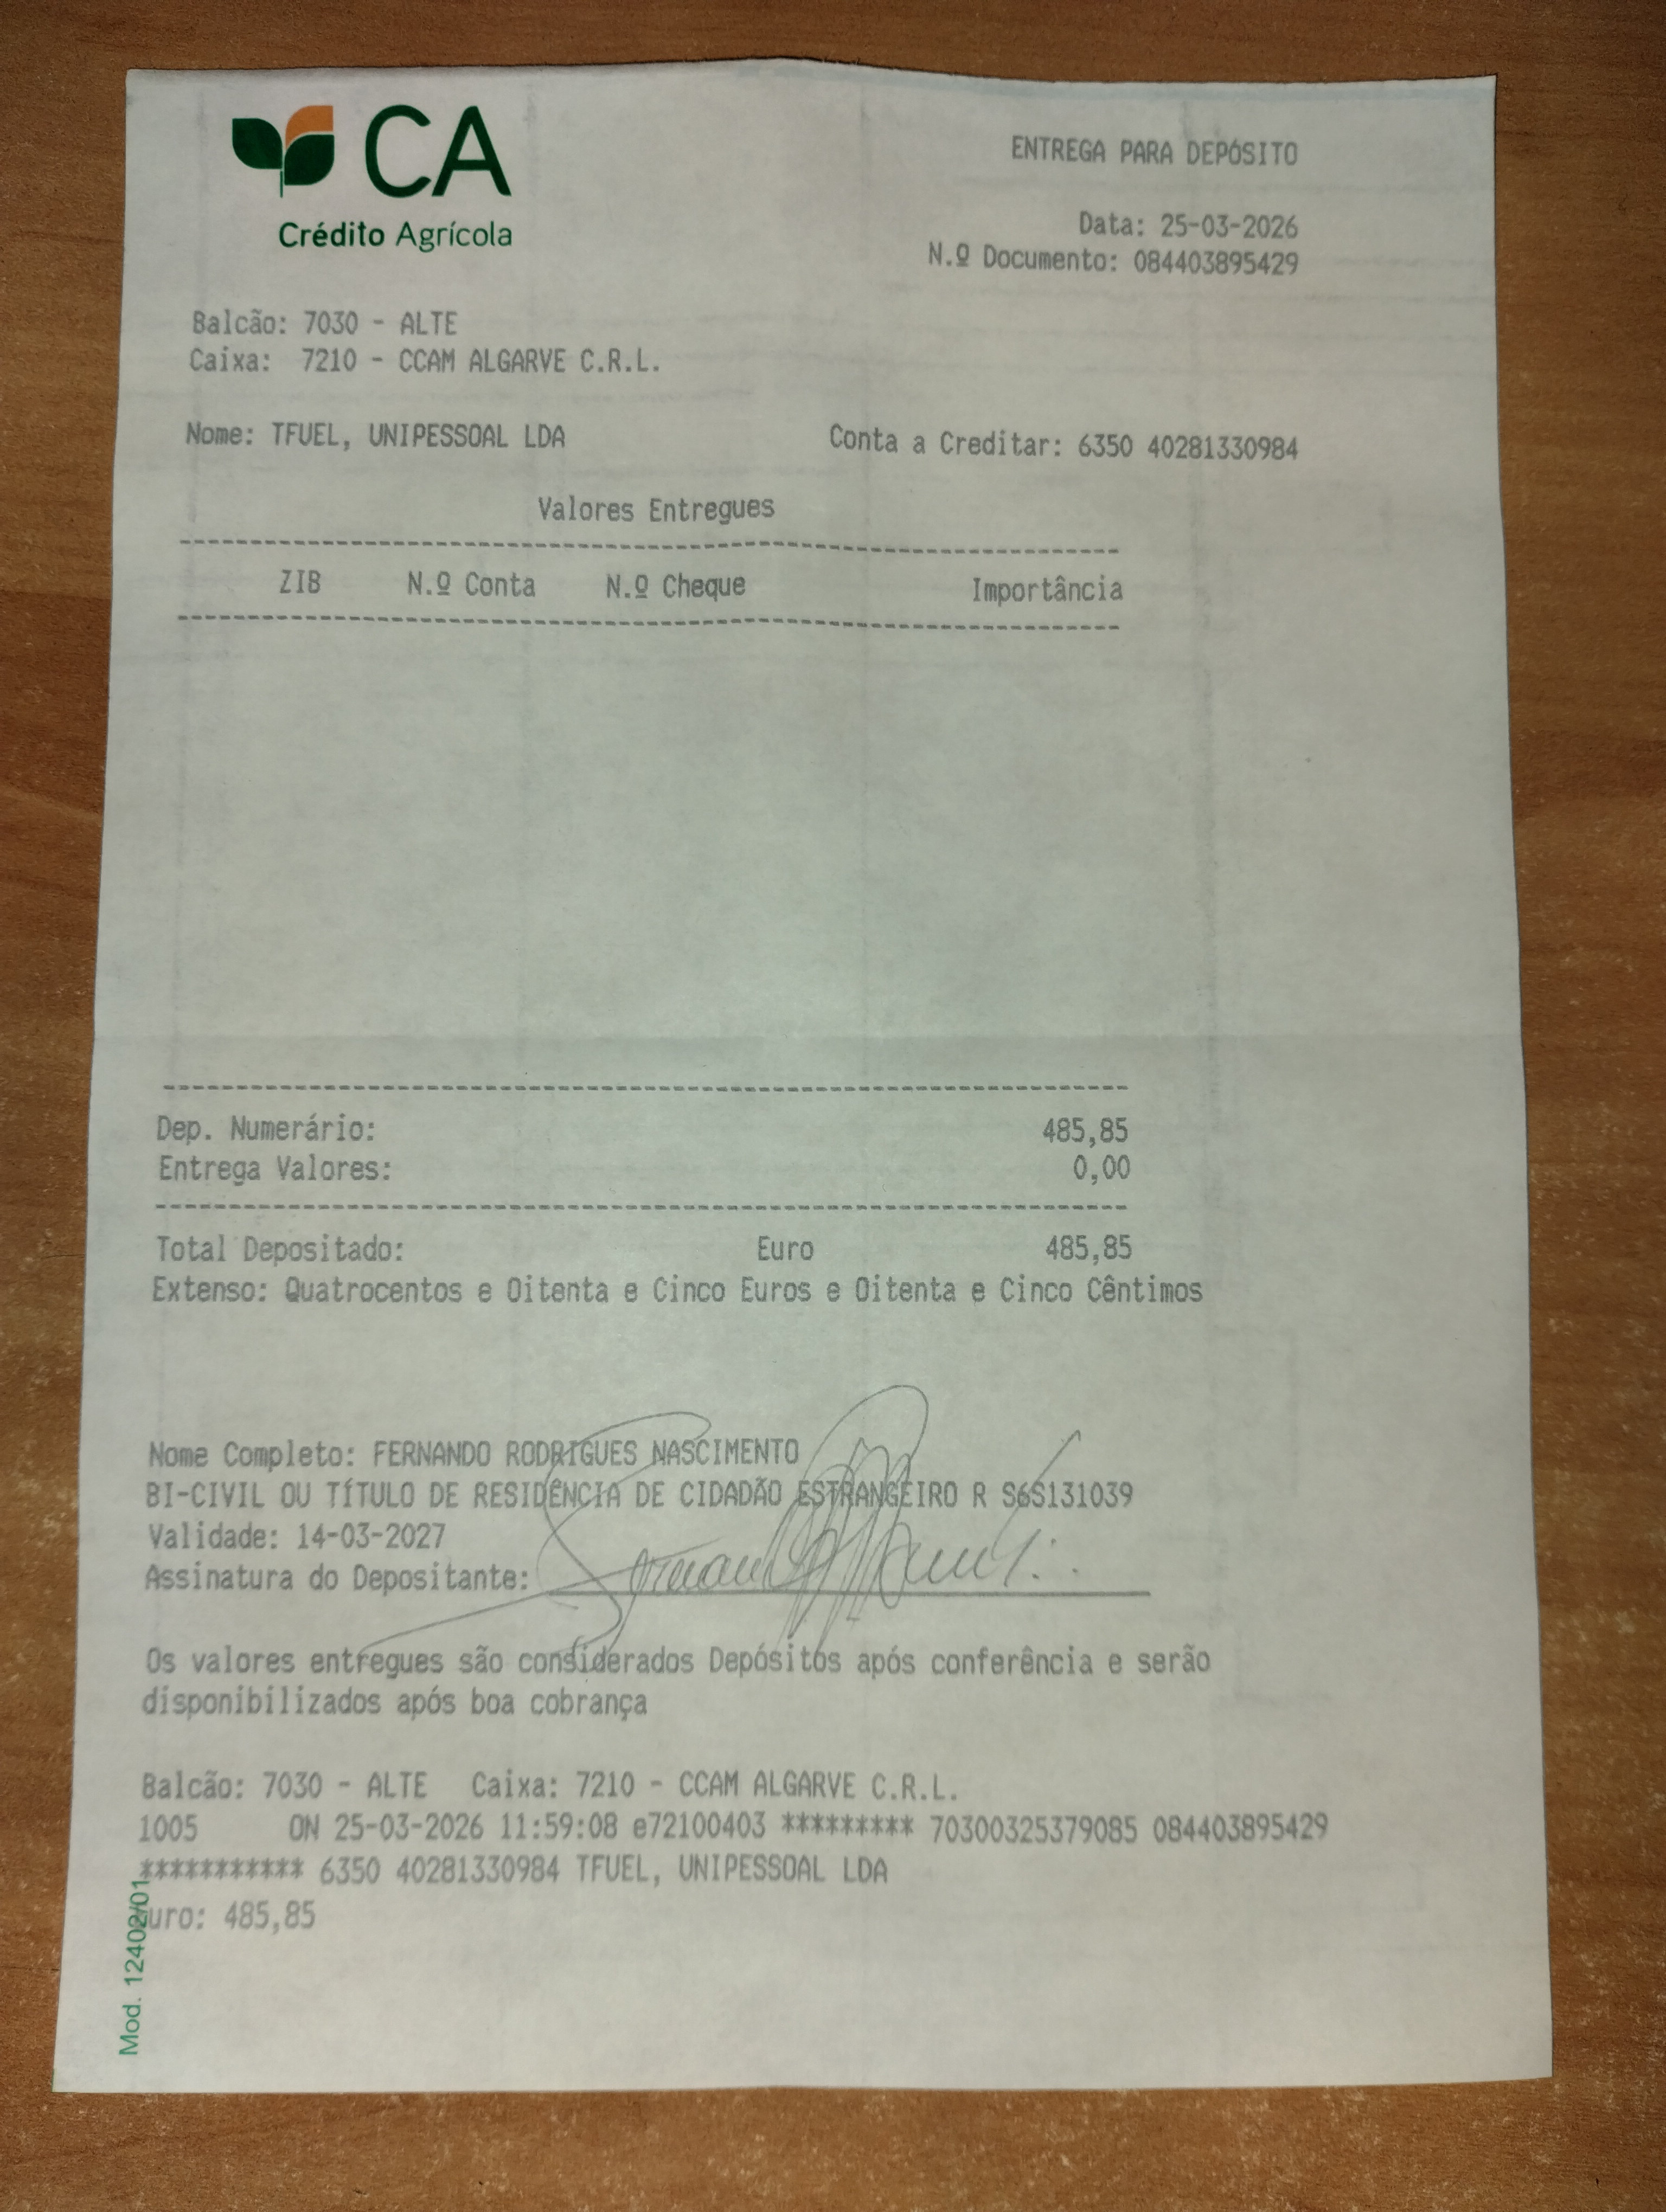 CA
Crédito Agrícola
ENTREGA PARA DEPÓSITO
Data: 25-03-2026
N.º Documento: 084403895429
Balcão: 7030 - ALTE
Caixa: 7210 - CCAM ALGARVE C.R.L.
Nome: TFUEL, UNIPESSOAL LDA Conta a Creditar: 6350 40281330984
Valores Entregues
ZIB N.º Conta N.º Cheque Importância
Dep. Numerário: 485,85
Entrega Valores: 0,00
Total Depositado: Euro 485,85
Extenso: Quatrocentos e Oitenta e Cinco Euros e Oitenta e Cinco Cêntimos
Nome Completo: FERNANDO RODRIGUES NASCIMENTO
BI-CIVIL OU TÍTULO DE RESIDÊNCIA DE CIDADÃO ESTRANGEIRO R S6S131039
Validade: 14-03-2027
Assinatura do Depositante:
Os valores entregues são considerados Depósitos após conferência e serão
disponibilizados após boa cobrança
Balcão: 7030 - ALTE Caixa: 7210 - CCAM ALGARVE C.R.L.
1005 ON 25-03-2026 11:59:08 e72100403 ********* 70300325379085 084403895429
*********** 6350 40281330984 TFUEL, UNIPESSOAL LDA
uro: 485,85
Mod. 12402/01